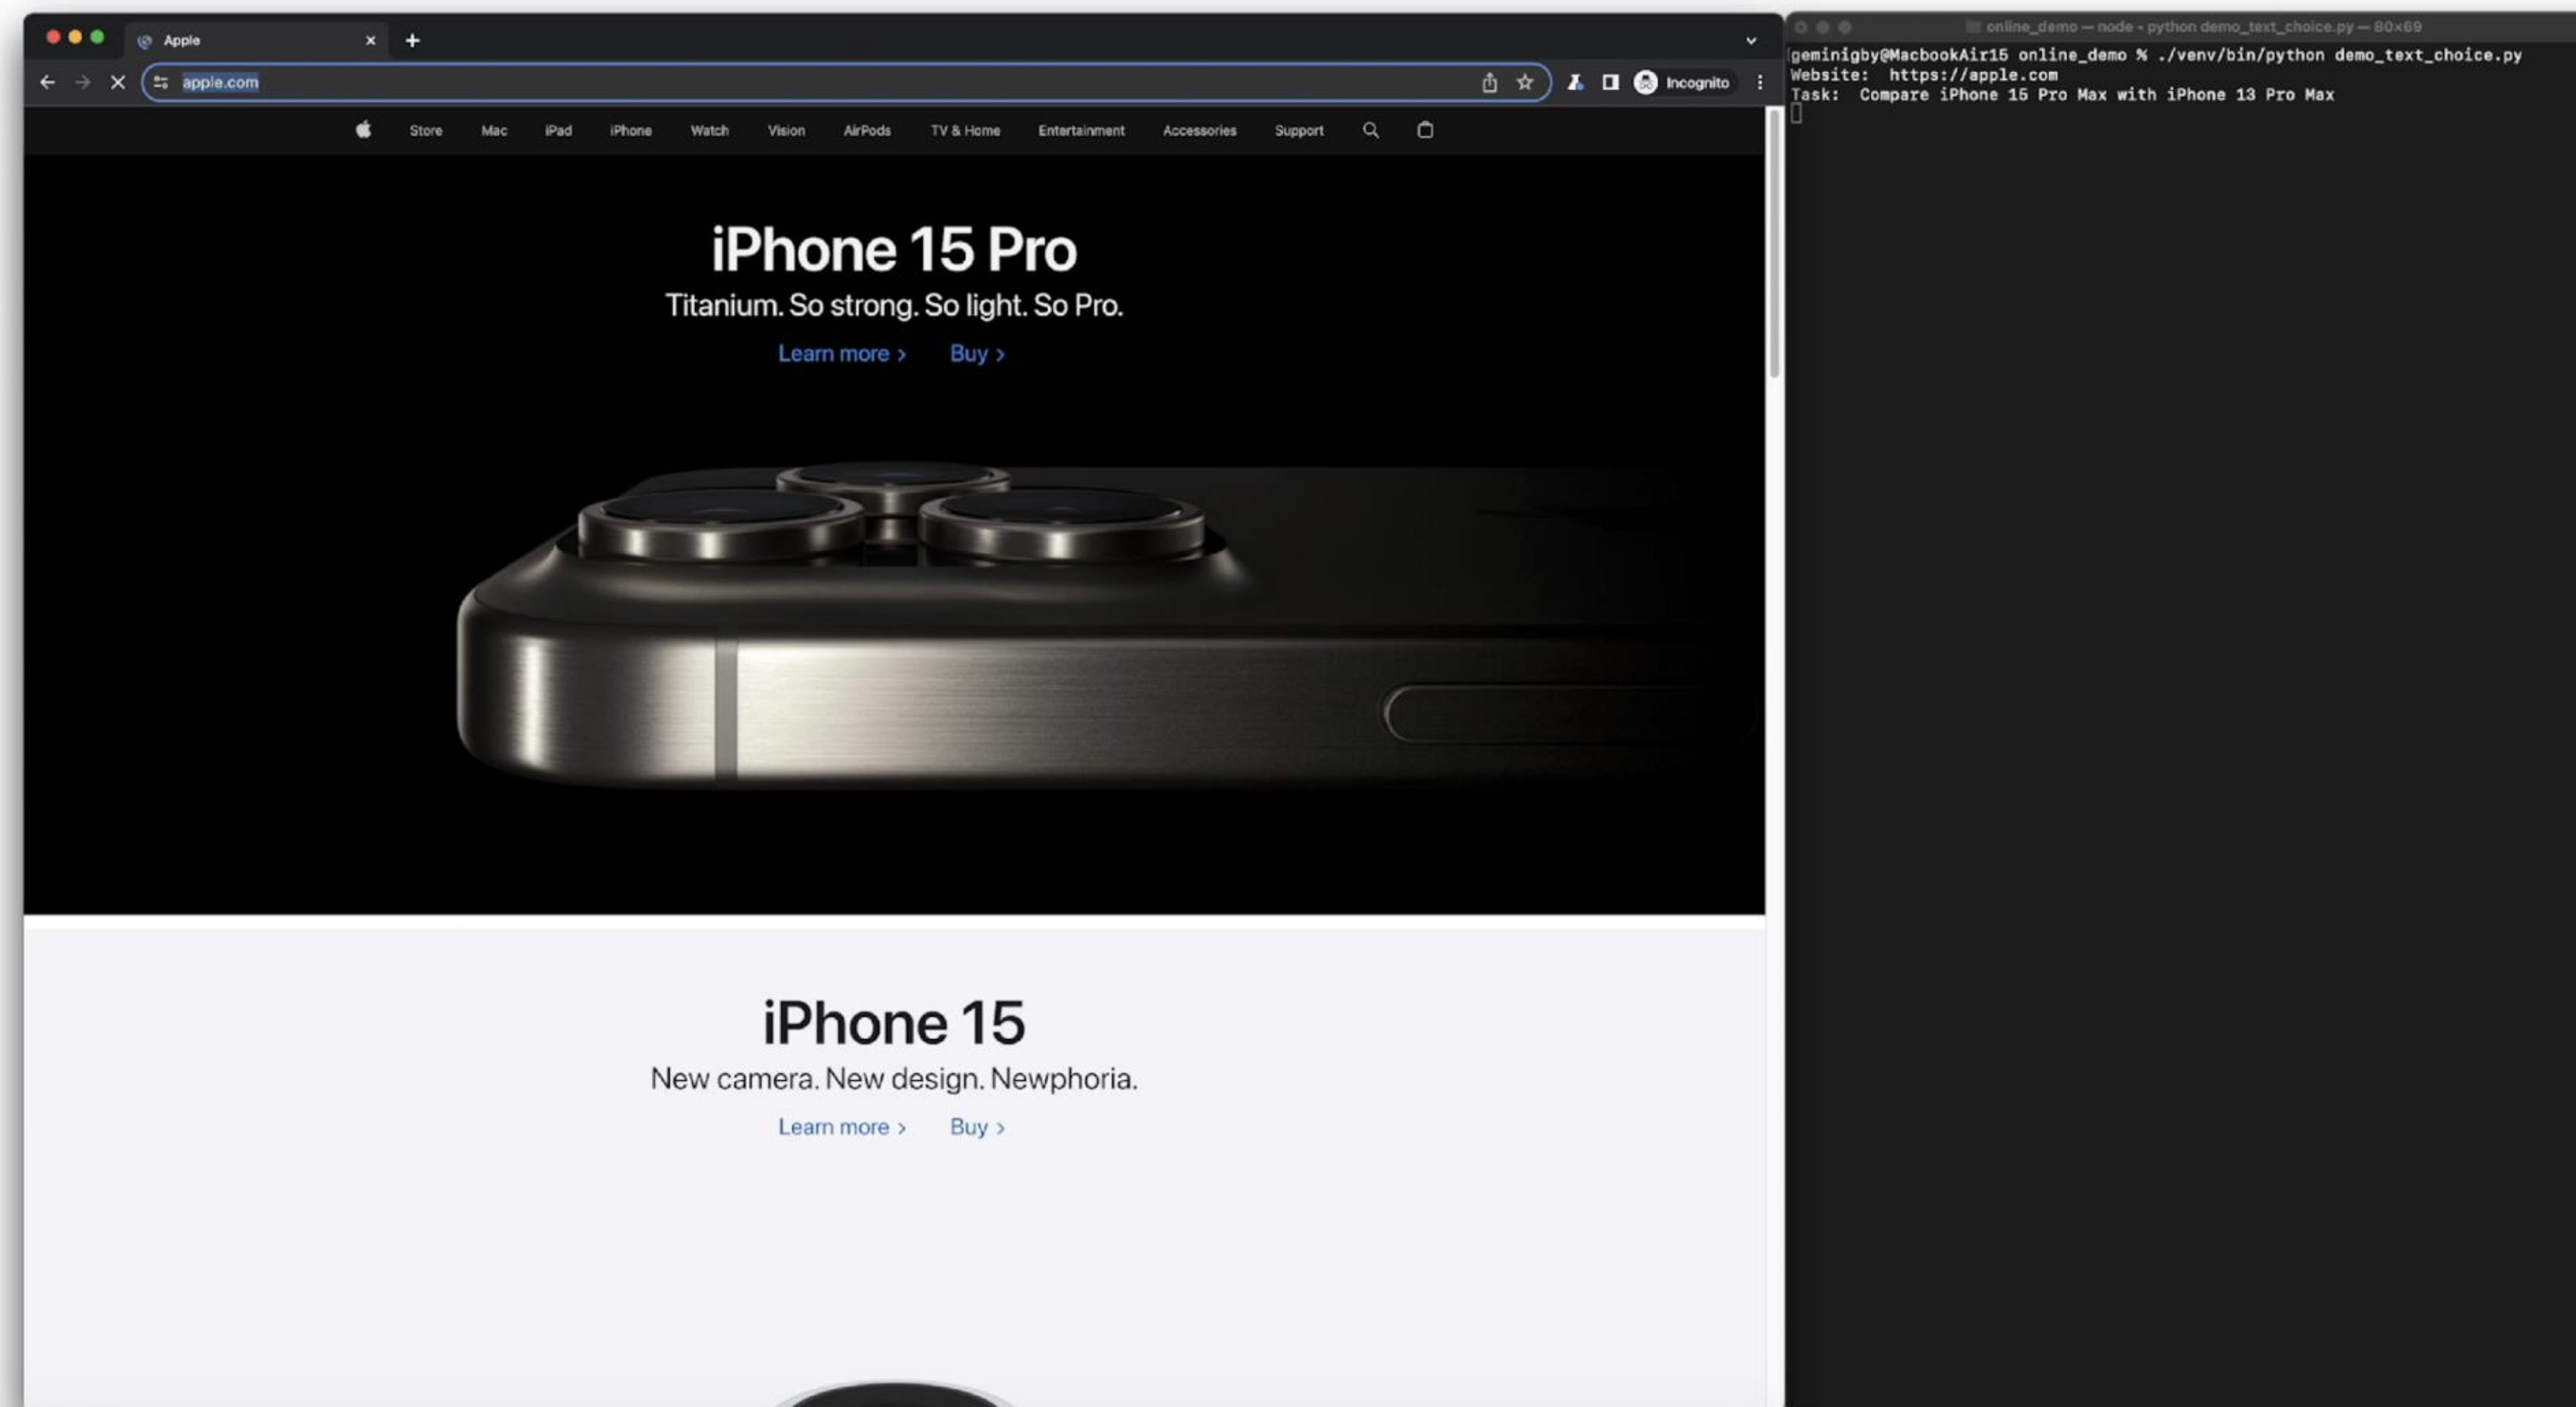 Apple
apple.com
Incognito
Store Mac iPad iPhone Watch Vision AirPods TV & Home Entertainment Accessories Support
iPhone 15 Pro
Titanium. So strong. So light. So Pro.
Learn more > Buy >
iPhone 15
New camera. New design. Newphoria.
Learn more > Buy >
online_demo — node • python demo_text_choice.py — 80×69
geminigby@MacbookAir15 online_demo % ./venv/bin/python demo_text_choice.py
Website: https://apple.com
Task: Compare iPhone 15 Pro Max with iPhone 13 Pro Max